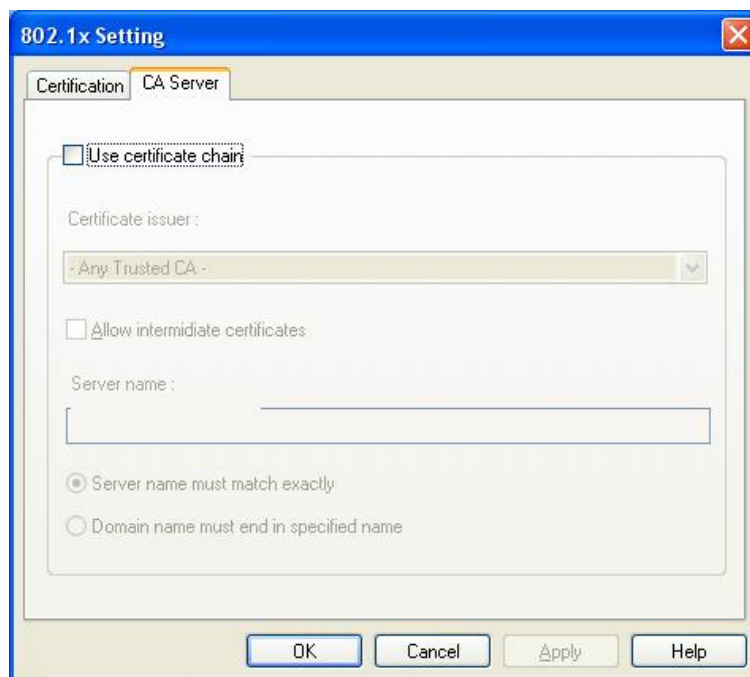 802.1x Setting
Certification
CA Server
Use certificate chain
Certificate issuer :
- Any Trusted CA -
Allow intermidiate certificates
Server name :
Server name must match exactly
Domain name must end in specified name
OK
Cancel
Apply
Help